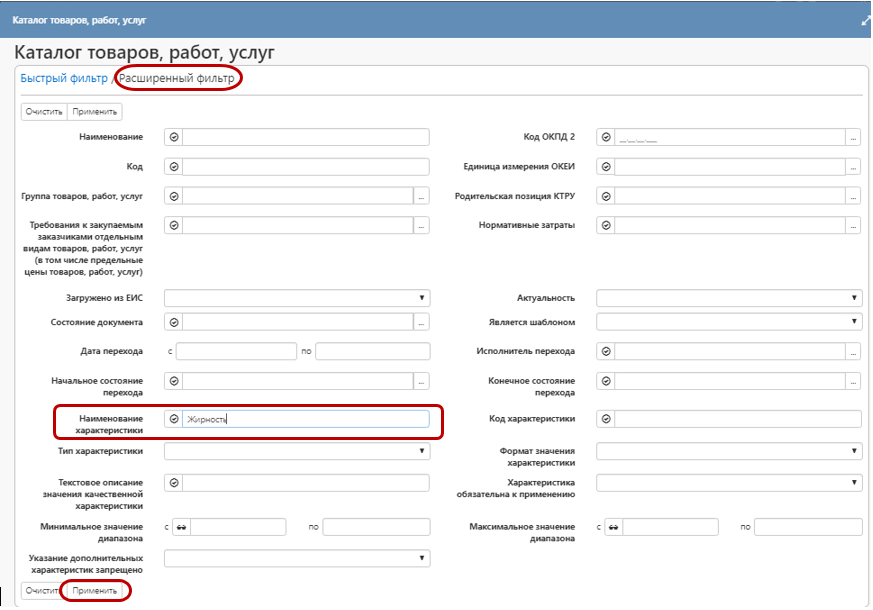 Каталог товаров, работ, услуг
Каталог товаров, работ, услуг
Быстрый фильтр / Расширенный фильтр
Очистить Применить
Наименование Код ОКПД 2 __.__.__.___ ...
Код Единица измерения ОКЕИ ...
Группа товаров, работ, услуг ... Родительская позиция КТРУ ...
Требования к закупаемым ... Нормативные затраты ...
заказчиками отдельным
видам товаров, работ, услуг
(в том числе предельные
цены товаров, работ, услуг)
Загружено из ЕИС Актуальность
Состояние документа ... Является шаблоном
Дата перехода с по Исполнитель перехода ...
Начальное состояние ... Конечное состояние ...
перехода перехода
Наименование Жирность Код характеристики
характеристики
Тип характеристики Формат значения
характеристики
Текстовое описание Характеристика
значения качественной обязательна к применению
характеристики
Минимальное значение с по Максимальное значение с по
диапазона диапазона
Указание дополнительных
характеристик запрещено
Очистить Применить